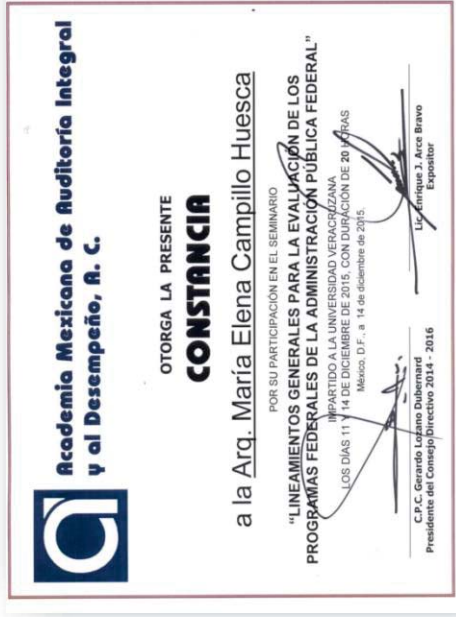 Academia Mexicana de Auditoría Integral
y al Desempeño, A. C.
OTORGA LA PRESENTE
CONSTANCIA
a la Arq. María Elena Campillo Huesca
POR SU PARTICIPACIÓN EN EL SEMINARIO
“LINEAMIENTOS GENERALES PARA LA EVALUACIÓN DE LOS
PROGRAMAS FEDERALES DE LA ADMINISTRACIÓN PÚBLICA FEDERAL”
IMPARTIDO A LA UNIVERSIDAD VERACRUZANA
LOS DÍAS 11 Y 14 DE DICIEMBRE DE 2015, CON DURACIÓN DE 20 HORAS
México, D.F., a 14 de diciembre de 2015.
C.P.C. Gerardo Lozano Dubernard
Presidente del Consejo Directivo 2014 - 2016
Lic. Enrique J. Arce Bravo
Expositor